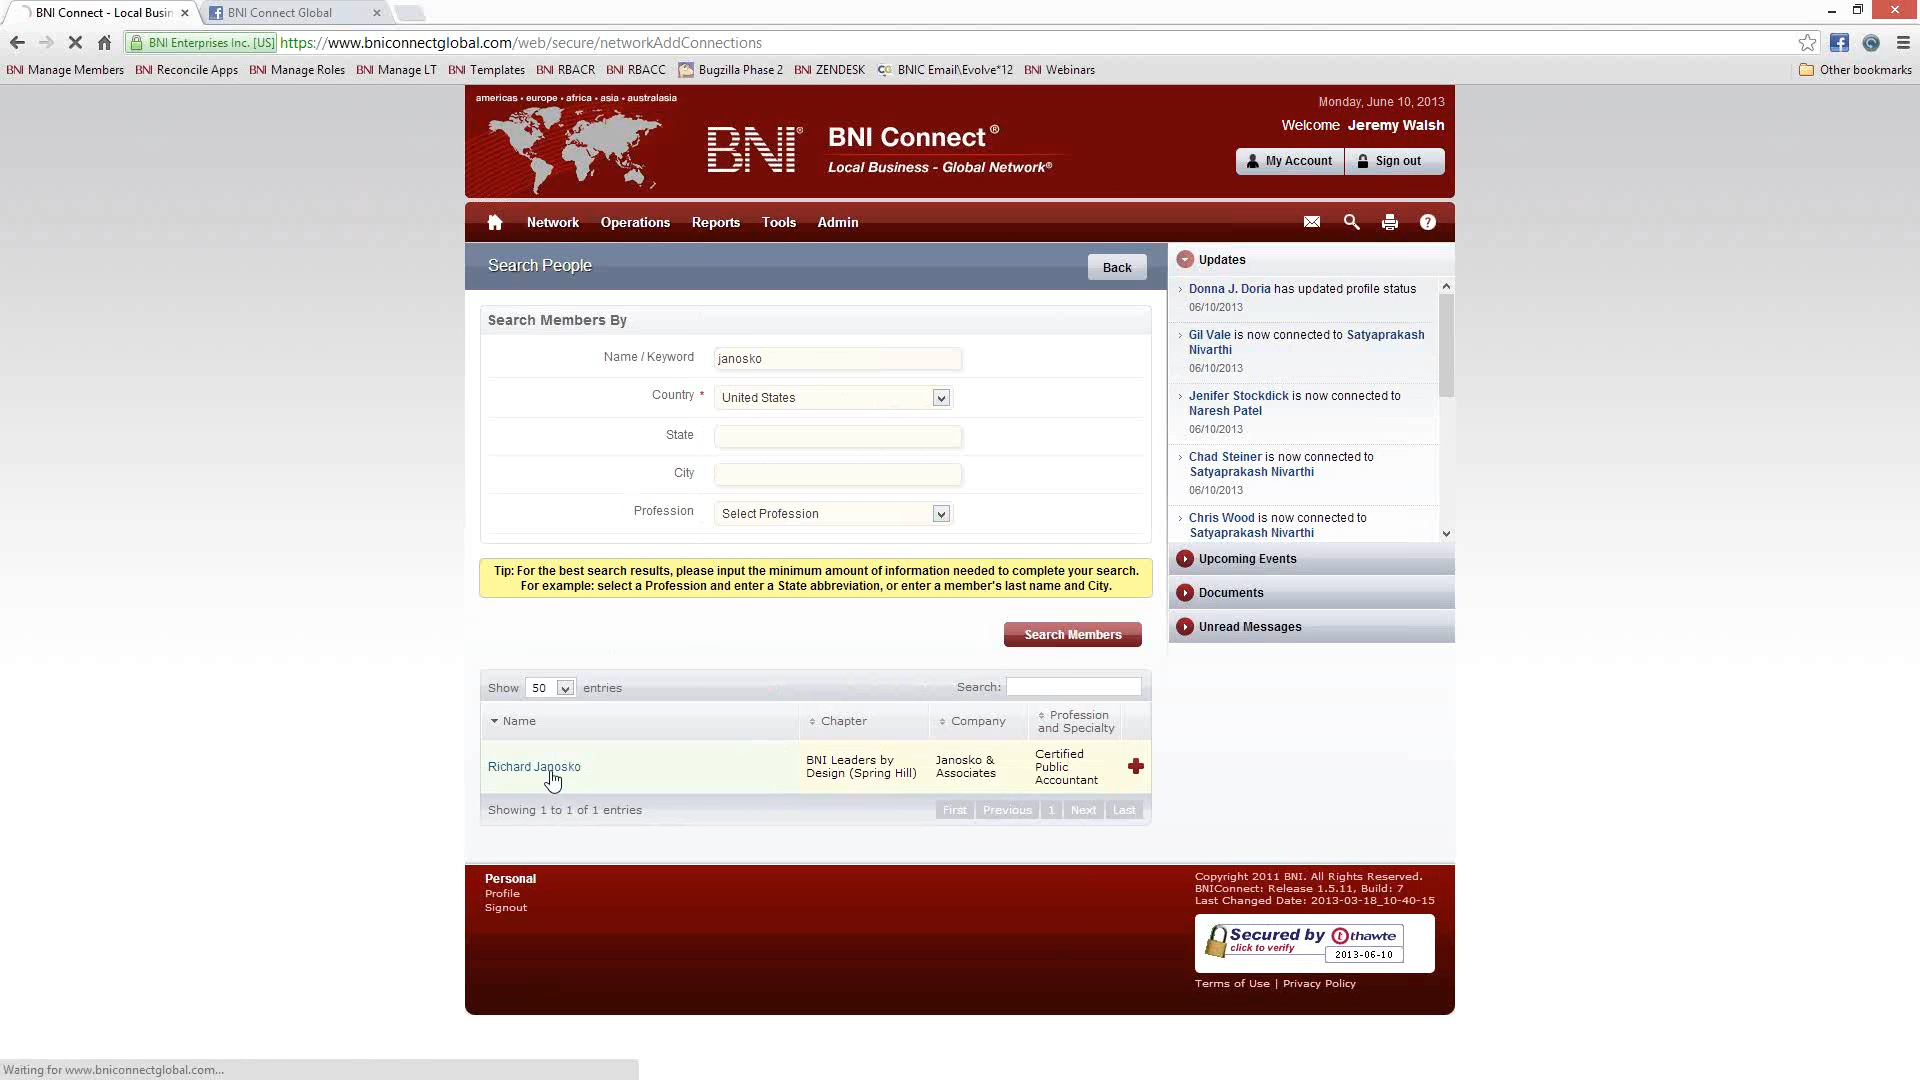 BNI Connect - Local Busin
BNI Connect Global
BNI Enterprises Inc. [US] https://www.bniconnectglobal.com/web/secure/networkAddConnections
BNI Manage Members BNI Reconcile Apps BNI Manage Roles BNI Manage LT BNI Templates BNI RBACR BNI RBACC Bugzilla Phase 2 BNI ZENDESK BNIC Email\Evolve*12 BNI Webinars Other bookmarks
americas • europe • africa • asia • australasia
Monday, June 10, 2013
Welcome Jeremy Walsh
BNI® BNI Connect®
Local Business - Global Network®
My Account Sign out
Network Operations Reports Tools Admin
Search People Back
Search Members By
Name / Keyword janosko
Country * United States
State
City
Profession Select Profession
Tip: For the best search results, please input the minimum amount of information needed to complete your search.
For example: select a Profession and enter a State abbreviation, or enter a member's last name and City.
Search Members
Show 50 entries Search:
Name Chapter Company Profession and Specialty
Richard Janosko
BNI Leaders by
Design (Spring Hill)
Janosko &
Associates
Certified
Public
Accountant
Showing 1 to 1 of 1 entries First Previous 1 Next Last
Updates
Donna J. Doria has updated profile status
06/10/2013
Gil Vale is now connected to Satyaprakash
Nivarthi
06/10/2013
Jenifer Stockdick is now connected to
Naresh Patel
06/10/2013
Chad Steiner is now connected to
Satyaprakash Nivarthi
06/10/2013
Chris Wood is now connected to
Satyaprakash Nivarthi
Upcoming Events
Documents
Unread Messages
Personal
Profile
Signout
Copyright 2011 BNI. All Rights Reserved.
BNIConnect: Release 1.5.11, Build: 7
Last Changed Date: 2013-03-18_10-40-15
Secured by thawte
click to verify
2013-06-10
Terms of Use | Privacy Policy
Waiting for www.bniconnectglobal.com...